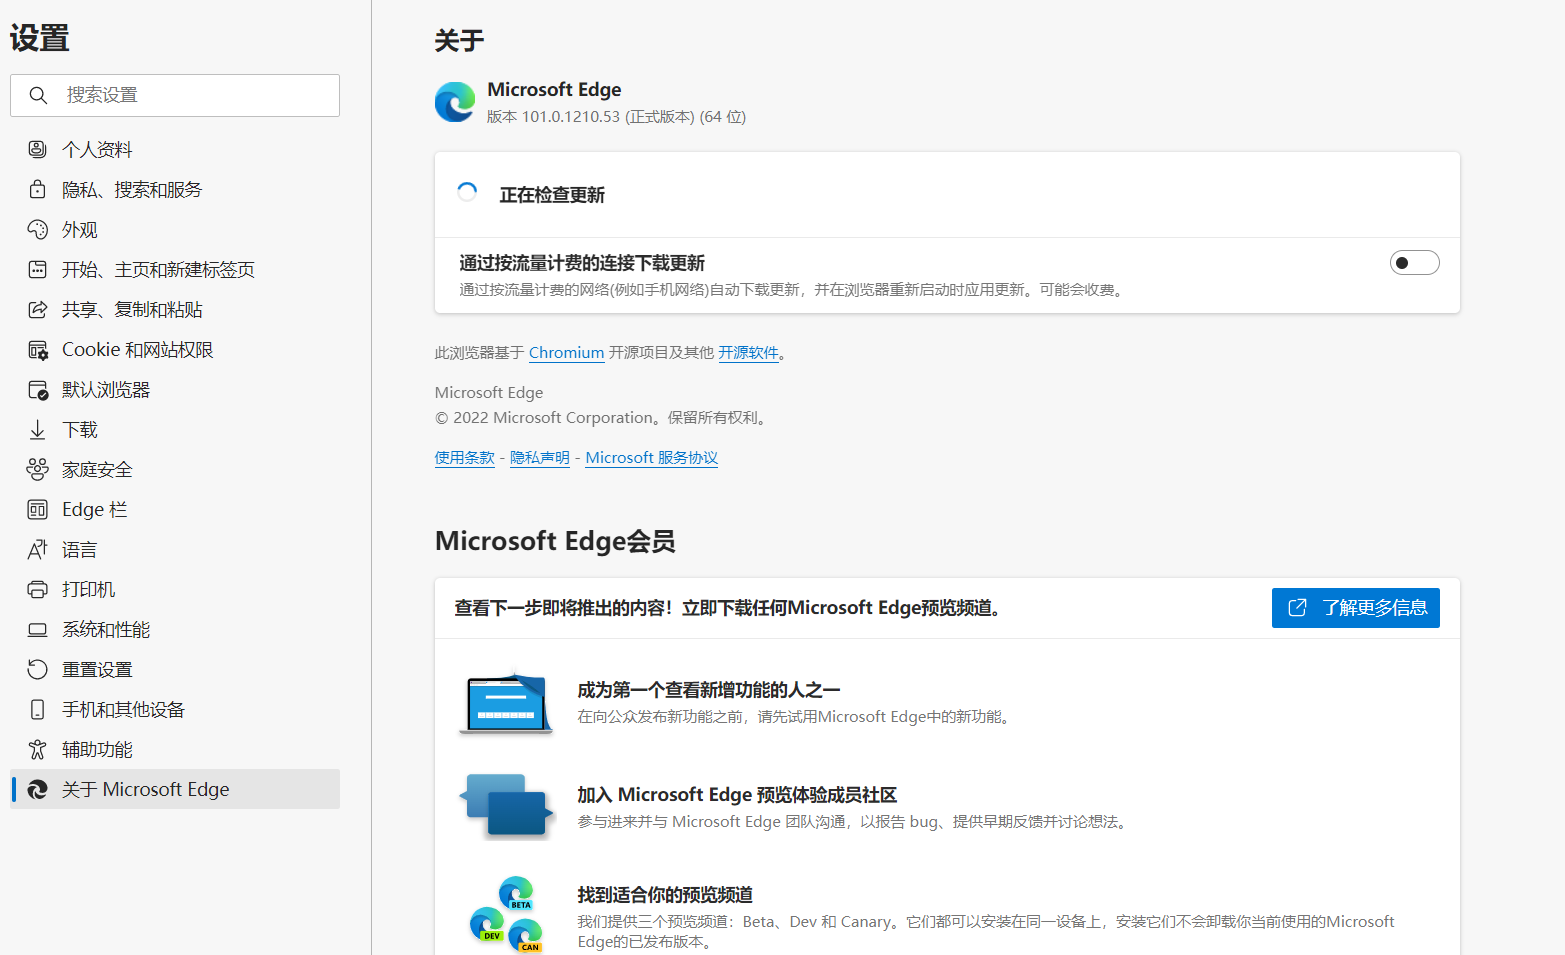 设置
搜索设置
个人资料
隐私、搜索和服务
外观
开始、主页和新建标签页
共享、复制和粘贴
Cookie 和网站权限
默认浏览器
下载
家庭安全
Edge 栏
语言
打印机
系统和性能
重置设置
手机和其他设备
辅助功能
关于 Microsoft Edge
关于
Microsoft Edge
版本 101.0.1210.53 (正式版本) (64 位)
正在检查更新
通过按流量计费的连接下载更新
通过按流量计费的网络(例如手机网络)自动下载更新，并在浏览器重新启动时应用更新。可能会收费。
此浏览器基于 Chromium 开源项目及其他 开源软件。
Microsoft Edge
© 2022 Microsoft Corporation。保留所有权利。
使用条款 - 隐私声明 - Microsoft 服务协议
Microsoft Edge会员
查看下一步即将推出的内容！立即下载任何Microsoft Edge预览频道。
了解更多信息
成为第一个查看新增功能的人之一
在向公众发布新功能之前，请先试用Microsoft Edge中的新功能。
加入 Microsoft Edge 预览体验成员社区
参与进来并与 Microsoft Edge 团队沟通，以报告 bug、提供早期反馈并讨论想法。
BETA
DEV
CAN
找到适合你的预览频道
我们提供三个预览频道：Beta、Dev 和 Canary。它们都可以安装在同一设备上，安装它们不会卸载你当前使用的Microsoft
Edge的已发布版本。